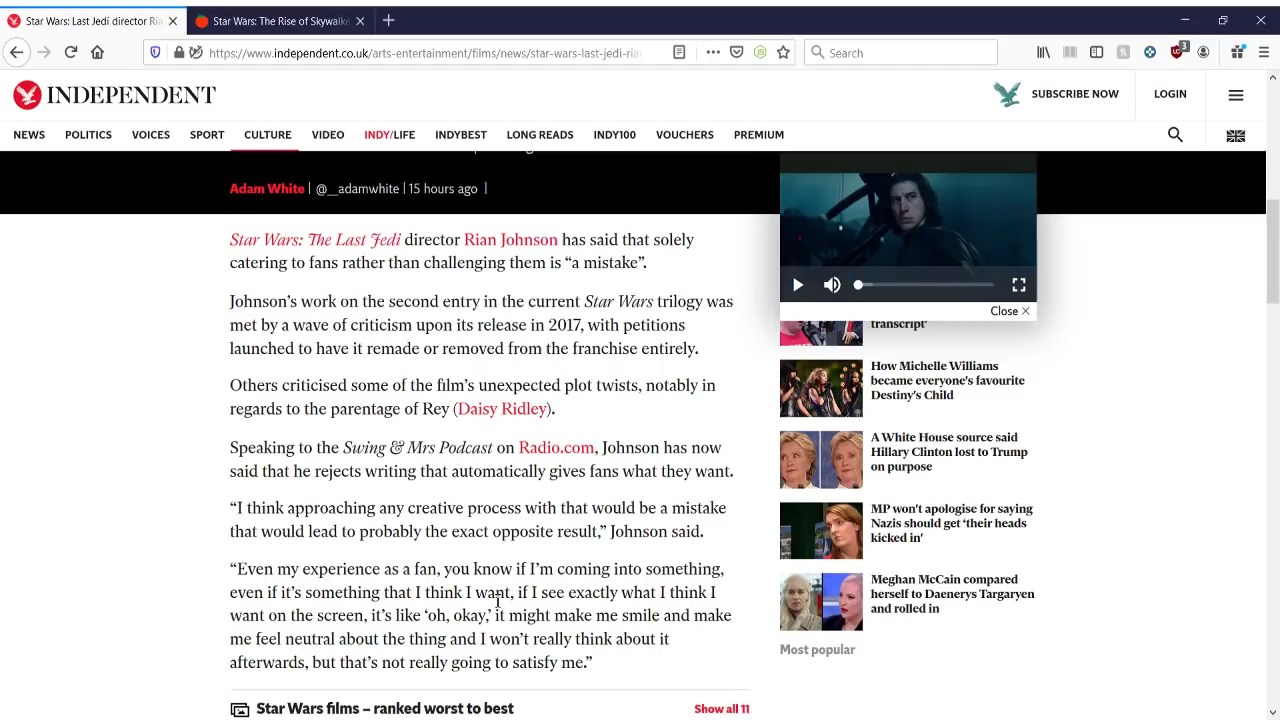 Star Wars: Last Jedi director Ria
Star Wars: The Rise of Skywalke
https://www.independent.co.uk/arts-entertainment/films/news/star-wars-last-jedi-ria
Search
3
INDEPENDENT
SUBSCRIBE NOW
LOGIN
NEWS POLITICS VOICES SPORT CULTURE VIDEO INDY/LIFE INDYBEST LONG READS INDY100 VOUCHERS PREMIUM
Adam White | @_adamwhite | 15 hours ago |
Star Wars: The Last Jedi director Rian Johnson has said that solely
catering to fans rather than challenging them is “a mistake”.
Johnson’s work on the second entry in the current Star Wars trilogy was
met by a wave of criticism upon its release in 2017, with petitions
launched to have it remade or removed from the franchise entirely.
Others criticised some of the film’s unexpected plot twists, notably in
regards to the parentage of Rey (Daisy Ridley).
Speaking to the Swing & Mrs Podcast on Radio.com, Johnson has now
said that he rejects writing that automatically gives fans what they want.
“I think approaching any creative process with that would be a mistake
that would lead to probably the exact opposite result,” Johnson said.
“Even my experience as a fan, you know if I’m coming into something,
even if it’s something that I think I want, if I see exactly what I think I
want on the screen, it’s like ‘oh, okay,’ it might make me smile and make
me feel neutral about the thing and I won’t really think about it
afterwards, but that’s not really going to satisfy me.”
Star Wars films – ranked worst to best
Show all 11
Close ×
transcript’
How Michelle Williams
became everyone’s favourite
Destiny’s Child
A White House source said
Hillary Clinton lost to Trump
on purpose
MP won’t apologise for saying
Nazis should get ‘their heads
kicked in’
Meghan McCain compared
herself to Daenerys Targaryen
and rolled in
Most popular